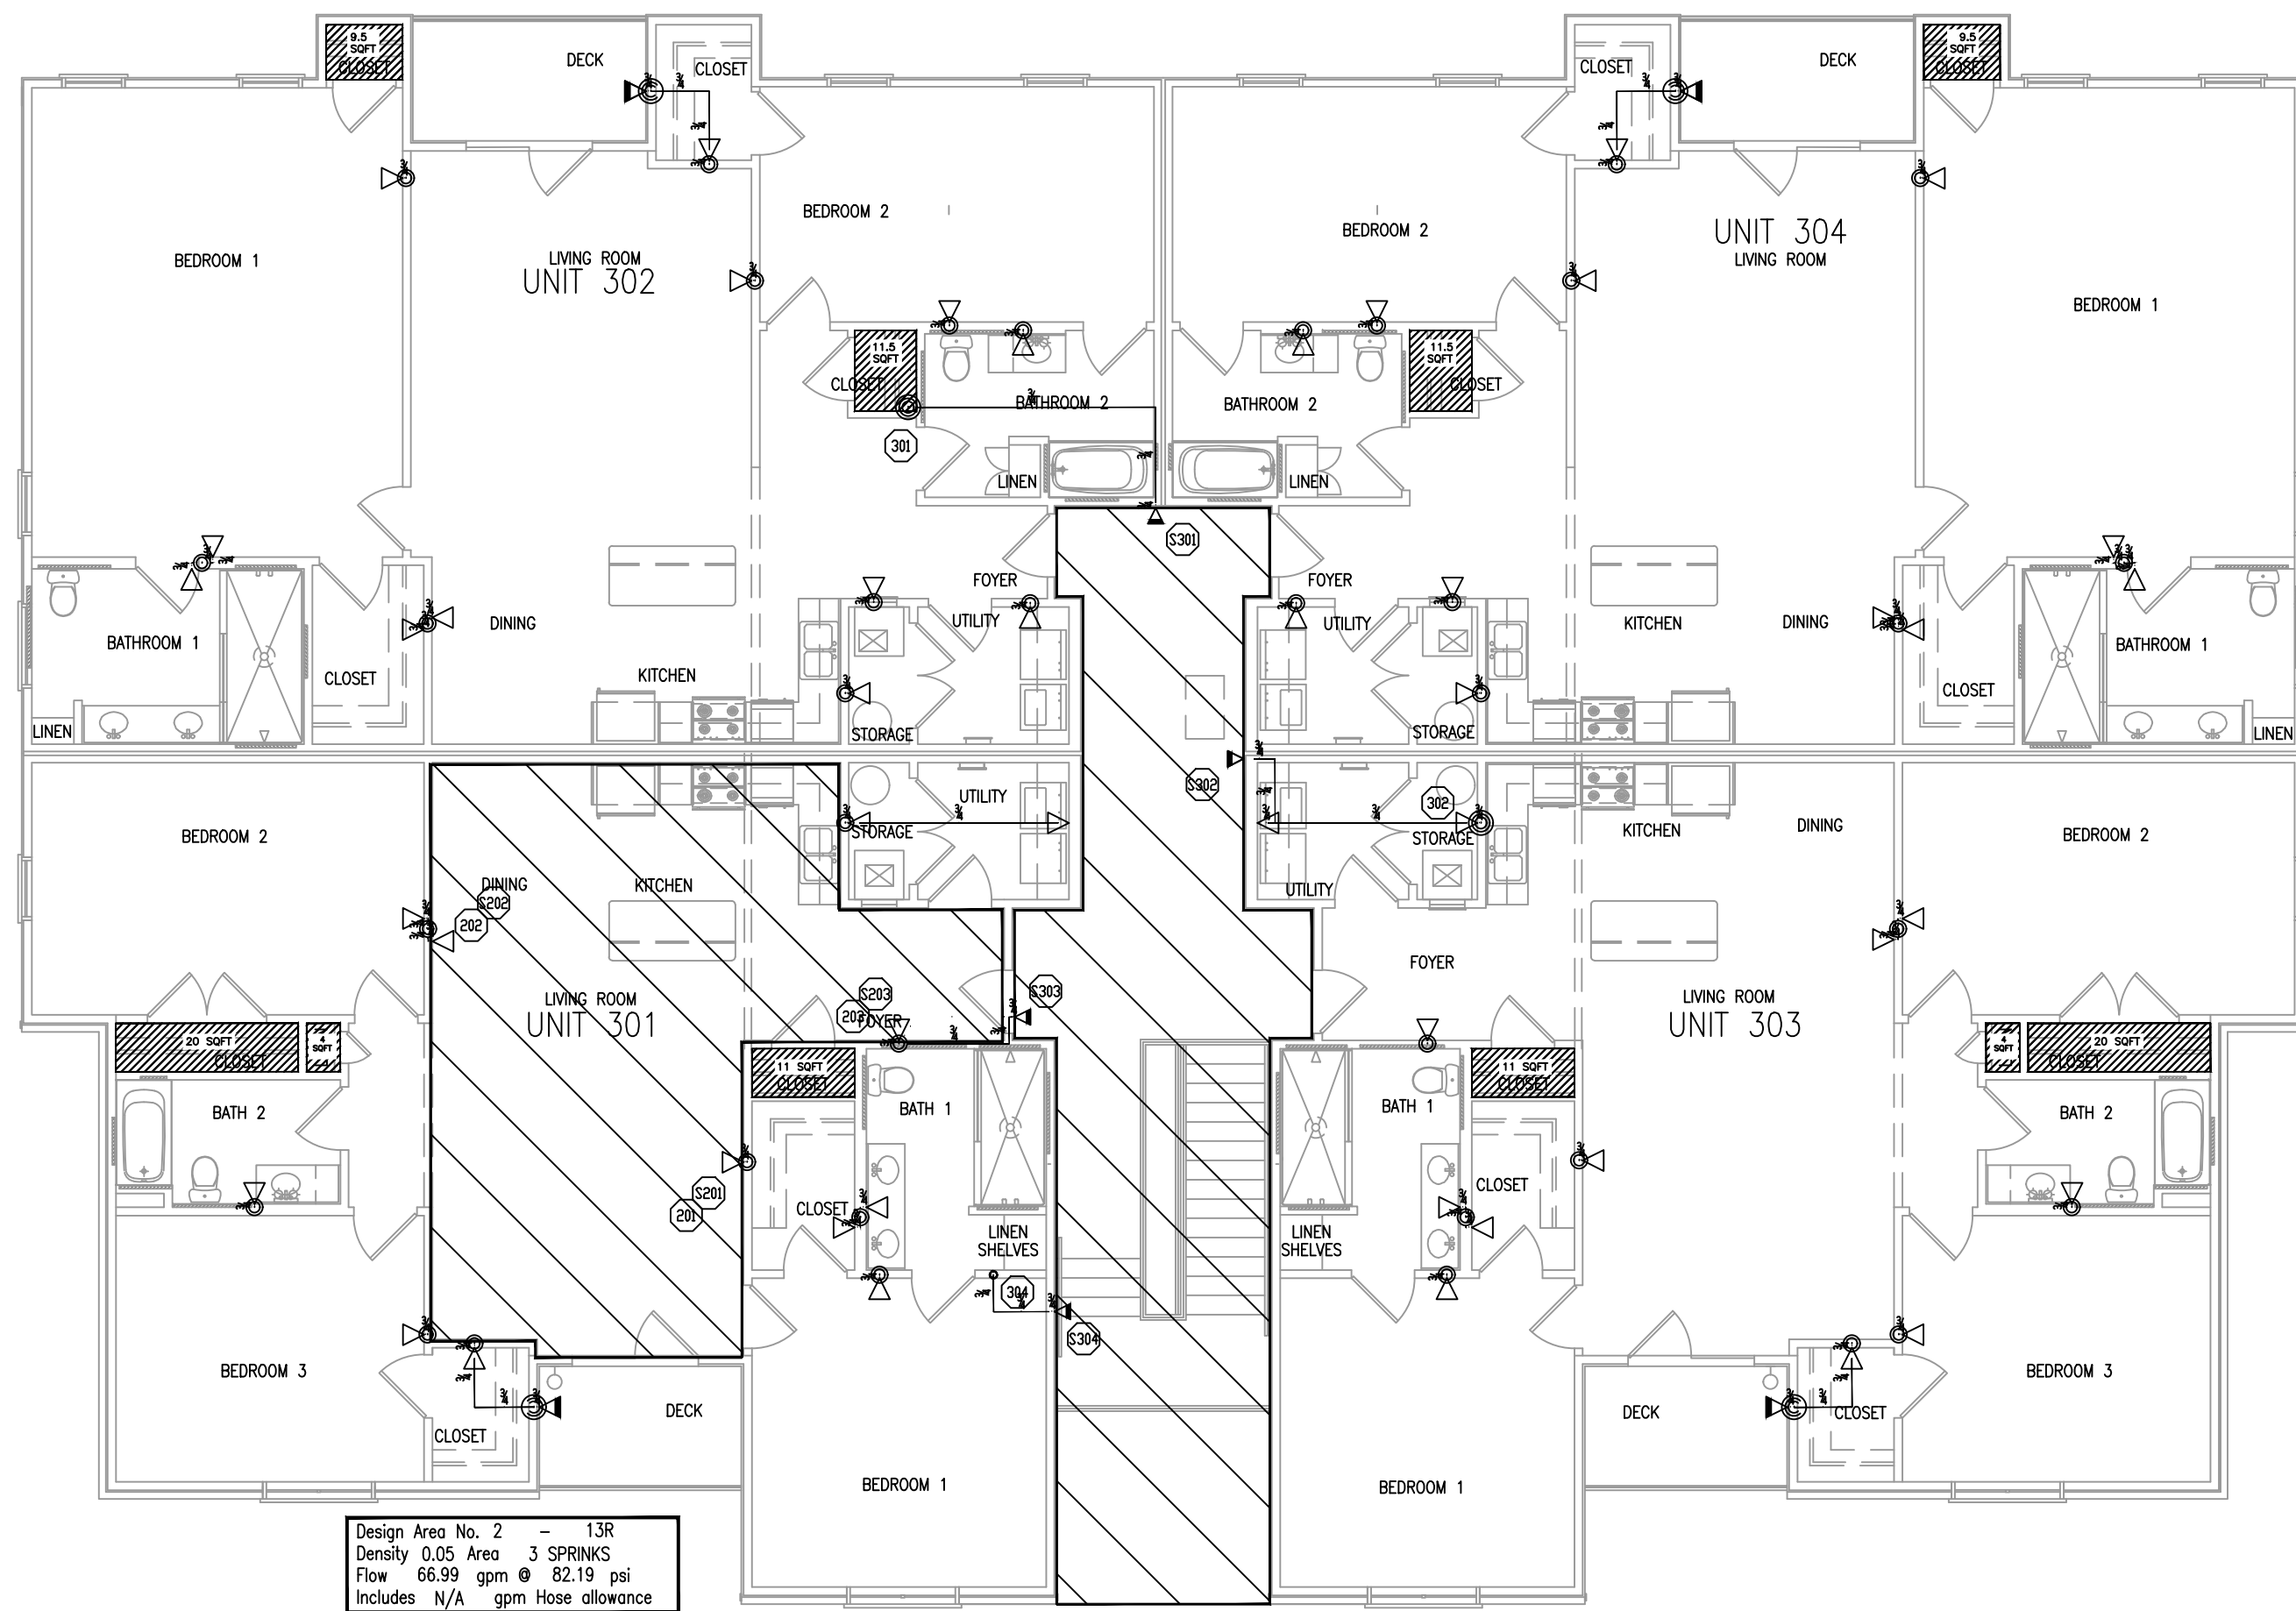 9.5
SQFT
CLOSET
DECK
CLOSET
CLOSET
DECK
9.5
SQFT
CLOSET
BEDROOM 1
LIVING ROOM
UNIT 302
BEDROOM 2
BEDROOM 2
UNIT 304
LIVING ROOM
BEDROOM 1
11.5
SQFT
CLOSET
BATHROOM 2
301
LINEN
BATHROOM 2
11.5
SQFT
CLOSET
LINEN
S301
FOYER
UTILITY
FOYER
UTILITY
BATHROOM 1
CLOSET
LINEN
DINING
KITCHEN
STORAGE
STORAGE
KITCHEN
DINING
CLOSET
BATHROOM 1
LINEN
S302
302
BEDROOM 2
DINING
S202
202
KITCHEN
STORAGE
UTILITY
UTILITY
STORAGE
KITCHEN
DINING
BEDROOM 2
LIVING ROOM
UNIT 301
S203
203
FOYER
S303
FOYER
LIVING ROOM
UNIT 303
20 SQFT
CLOSET
4
SQFT
11 SQFT
CLOSET
11 SQFT
CLOSET
4
SQFT
20 SQFT
CLOSET
BATH 2
BATH 1
BATH 1
BATH 2
S201
201
CLOSET
LINEN
SHELVES
LINEN
SHELVES
CLOSET
304
S304
BEDROOM 3
CLOSET
DECK
BEDROOM 1
BEDROOM 1
DECK
CLOSET
BEDROOM 3
Design Area No. 2 - 13R
Density 0.05 Area 3 SPRINKS
Flow 66.99 gpm @ 82.19 psi
Includes N/A gpm Hose allowance